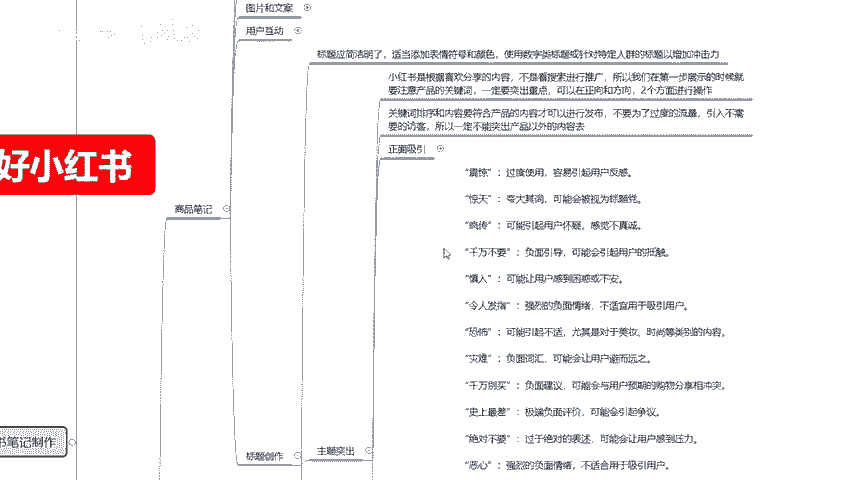 图片和文案
用户互动
标题应简洁明了，适当添加表情符号和颜色，使用数字类标题或针对特定人群的标题以增加冲击力
小红书是根据喜欢分享的内容，不是看搜索进行推广，所以我们在第一步展示的时候就
要注意产品的关键词，一定要突出重点，可以在正向和方向，2个方面进行操作
关键词排序和内容要符合产品的内容才可以进行发布，不要为了过度的流量，引入不需
要的访客，所以一定不能突出产品以外的内容去
正面吸引
好小红书
“震惊”：过度使用，容易引起用户反感。
“惊天”：夸大其词，可能会被视为标题党。
商品笔记
“疯传”：可能引起用户怀疑，感觉不真诚。
“千万不要”：负面引导，可能会引起用户的抵触。
“慎入”：可能让用户感到困惑或不安。
“令人发指”：强烈的负面情绪，不适宜用于吸引用户。
“恐怖”：可能引起不适，尤其是对于美妆、时尚等类别的内容。
“灾难”：负面词汇，可能会让用户避而远之。
“千万别买”：负面建议，可能会与用户预期的购物分享相冲突。
“史上最差”：极端负面评价，可能会引起争议。
“绝对不要”：过于绝对的表述，可能会让用户感到压力。
书笔记制作
标题创作
主题突出
“恶心”：强烈的负面情绪，不适合用于吸引用户。